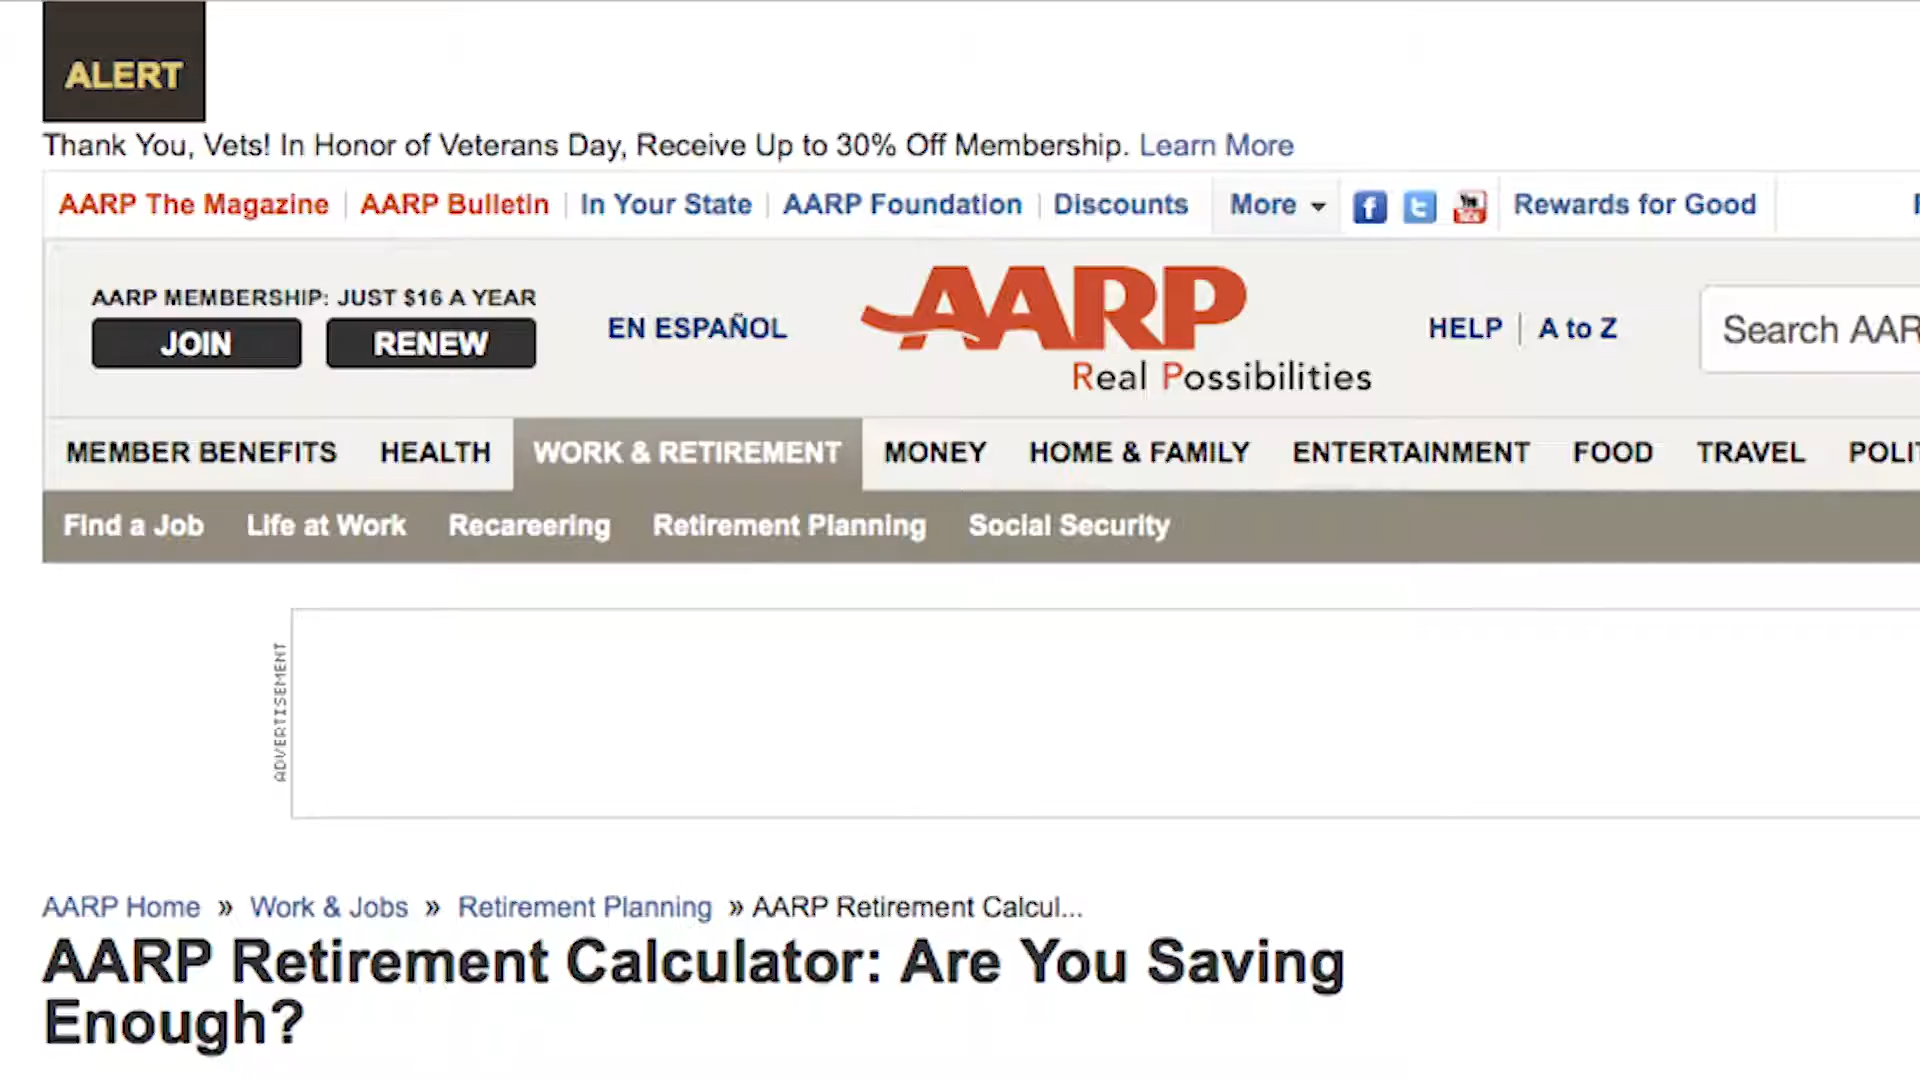 ALERT
Thank You, Vets! In Honor of Veterans Day, Receive Up to 30% Off Membership. Learn More
AARP The Magazine AARP Bulletin In Your State AARP Foundation Discounts More Rewards for Good
AARP MEMBERSHIP: JUST $16 A YEAR
JOIN RENEW
EN ESPAÑOL
AARP
Real Possibilities
HELP A to Z
Search AAR
MEMBER BENEFITS HEALTH WORK & RETIREMENT MONEY HOME & FAMILY ENTERTAINMENT FOOD TRAVEL POLI
Find a Job Life at Work Recareering Retirement Planning Social Security
ADVERTISEMENT
AARP Home » Work & Jobs » Retirement Planning » AARP Retirement Calcul...
AARP Retirement Calculator: Are You Saving
Enough?